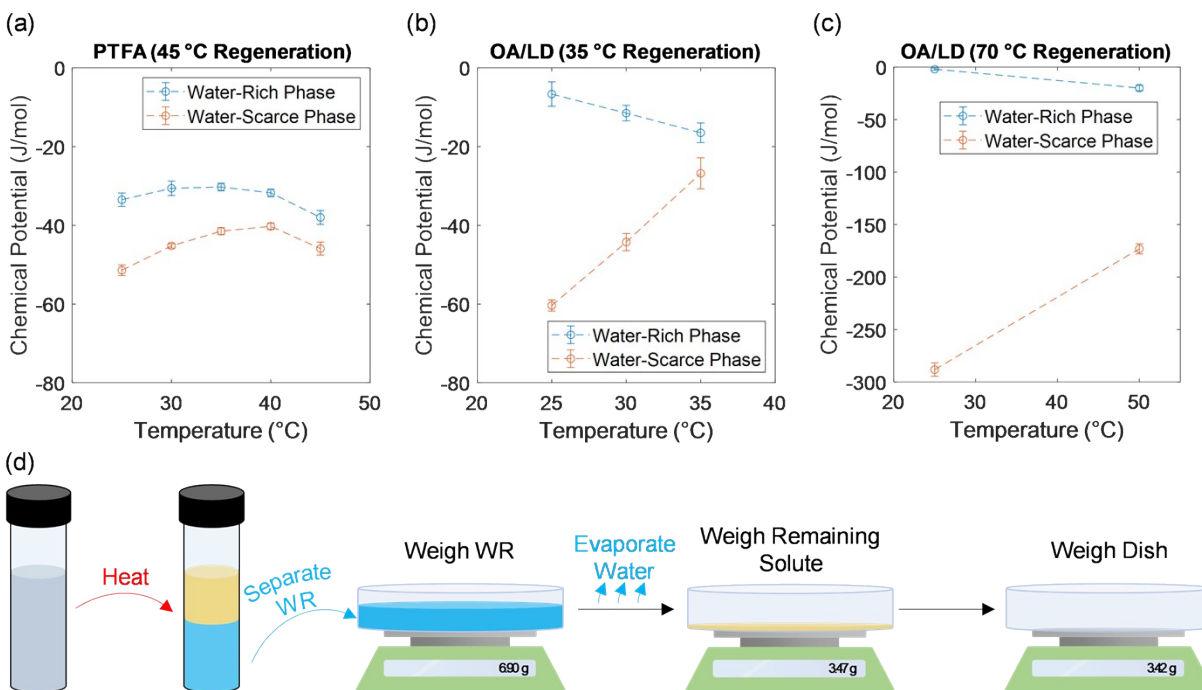 (a)
PTFA (45 °C Regeneration)
Chemical Potential (J/mol)
0
-20
-40
-60
-80
20
30
40
50
Temperature (°C)
Water-Rich Phase
Water-Scarce Phase
(b)
OA/LD (35 °C Regeneration)
Chemical Potential (J/mol)
0
-20
-40
-60
-80
20
25
30
35
40
Temperature (°C)
Water-Rich Phase
Water-Scarce Phase
(c)
OA/LD (70 °C Regeneration)
Chemical Potential (J/mol)
0
-50
-100
-150
-200
-250
-300
20
30
40
50
Temperature (°C)
Water-Rich Phase
Water-Scarce Phase
(d)
Heat
Separate
WR
Weigh WR
6.90 g
Evaporate
Water
Weigh Remaining
Solute
3.47 g
Weigh Dish
3.42 g